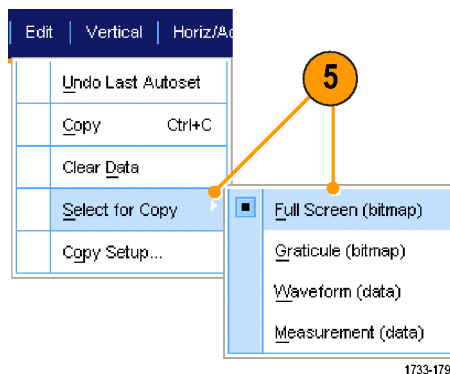 Edit Vertical Horiz/Ac
Undo Last Autoset
Copy Ctrl+C
Clear Data
Select for Copy
Copy Setup...
5
Full Screen (bitmap)
Graticule (bitmap)
Waveform (data)
Measurement (data)
1733-179